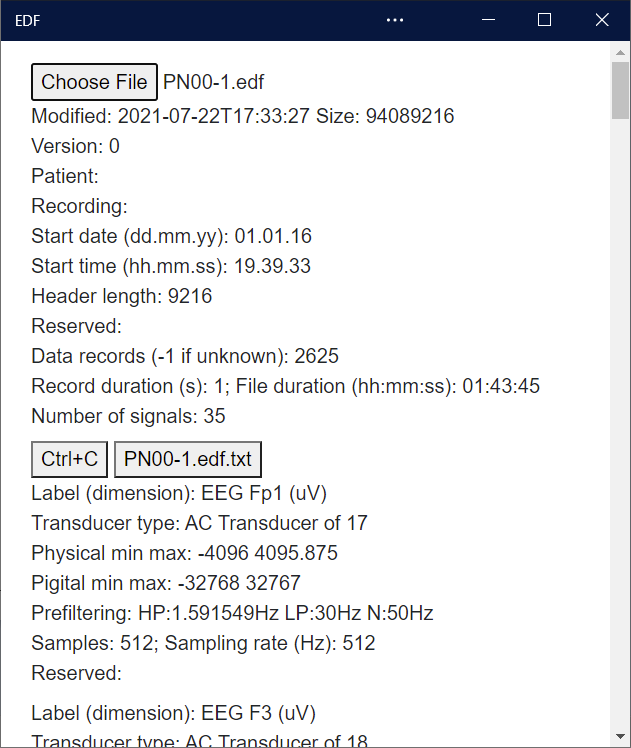 EDF
Choose File PN00-1.edf
Modified: 2021-07-22T17:33:27 Size: 94089216
Version: 0
Patient:
Recording:
Start date (dd.mm.yy): 01.01.16
Start time (hh.mm.ss): 19.39.33
Header length: 9216
Reserved:
Data records (-1 if unknown): 2625
Record duration (s): 1; File duration (hh:mm:ss): 01:43:45
Number of signals: 35
Ctrl+C PN00-1.edf.txt
Label (dimension): EEG Fp1 (uV)
Transducer type: AC Transducer of 17
Physical min max: -4096 4095.875
Pigital min max: -32768 32767
Prefiltering: HP:1.591549Hz LP:30Hz N:50Hz
Samples: 512; Sampling rate (Hz): 512
Reserved:
Label (dimension): EEG F3 (uV)
Transducer type: AC Transducer of 18